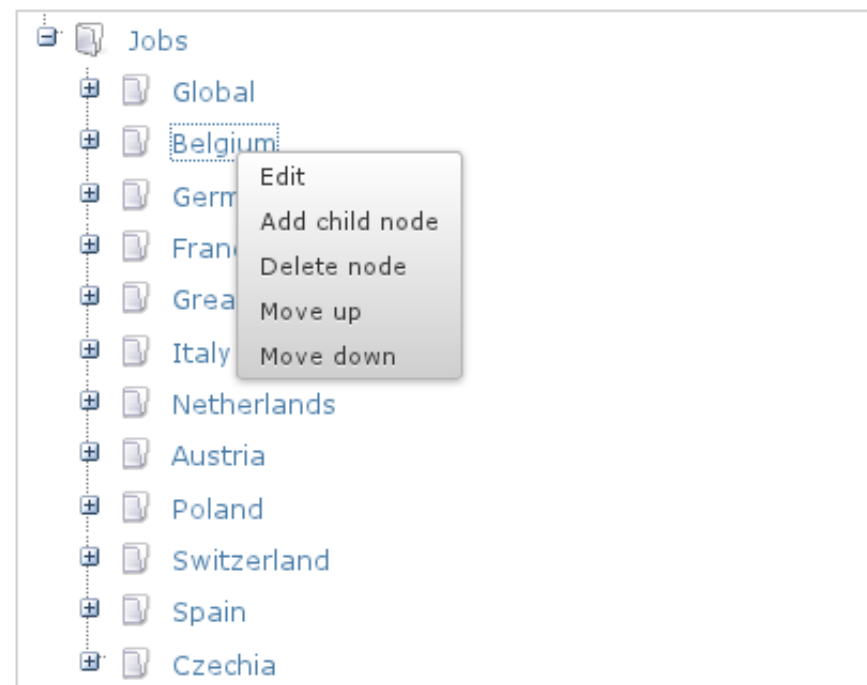 Jobs
Global
Belgium
Edit
Add child node
Delete node
Move up
Move down
Italy
Netherlands
Austria
Poland
Switzerland
Spain
Czechia